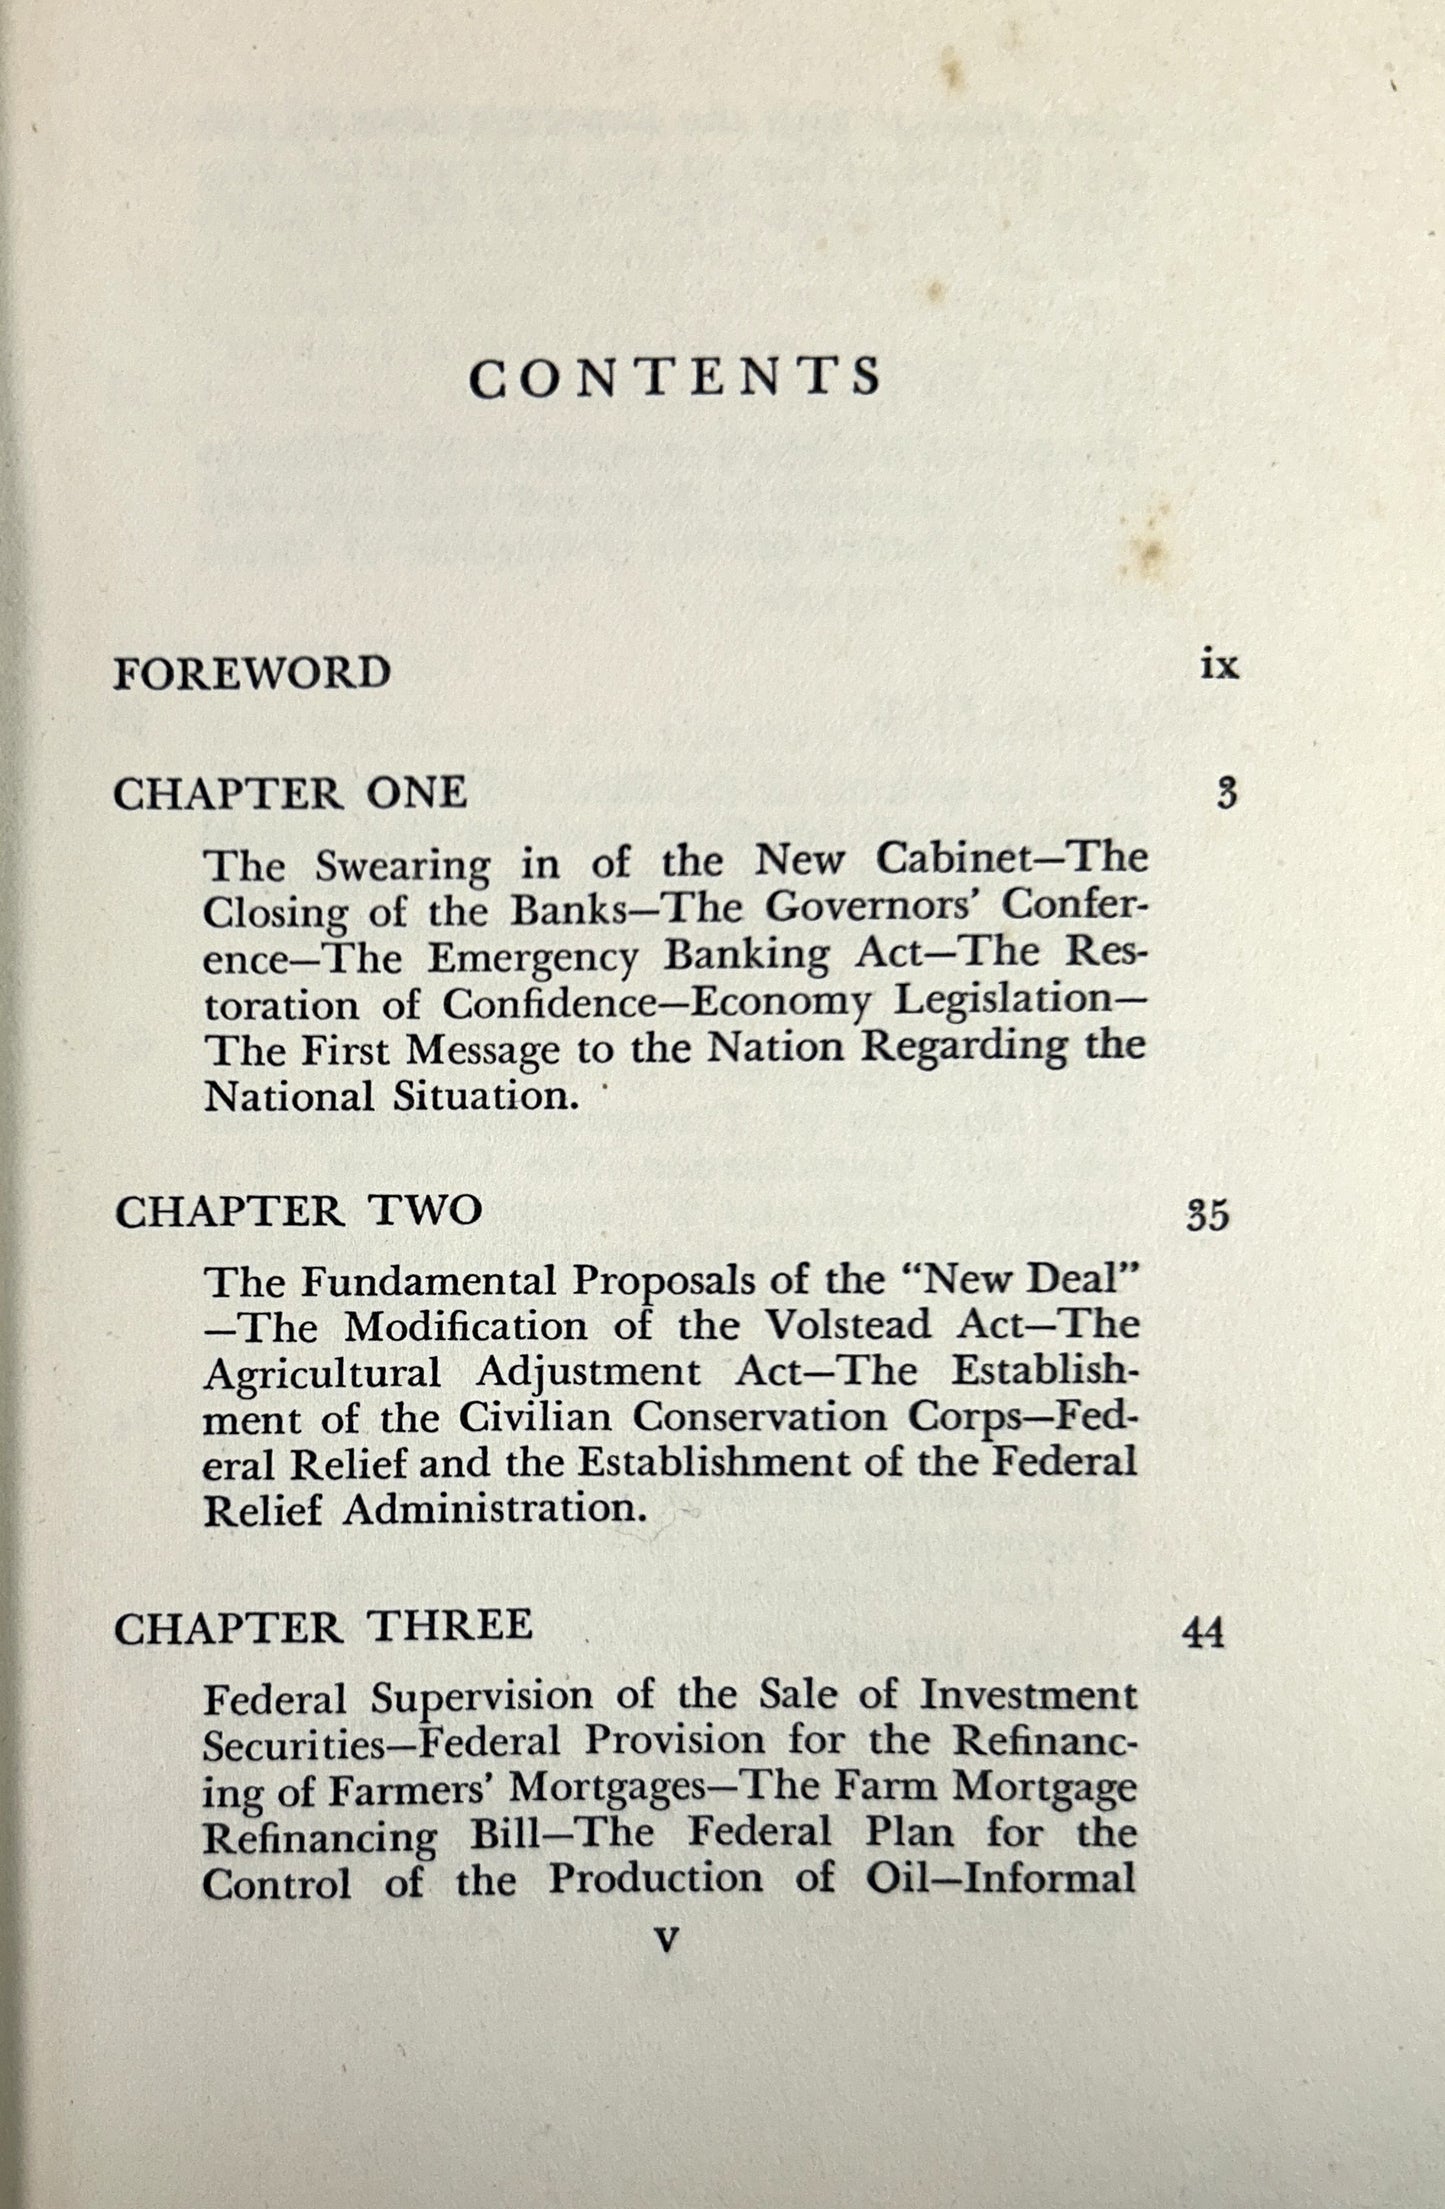 CONTENTS
FOREWORD ix
CHAPTER ONE 3
The Swearing in of the New Cabinet—The
Closing of the Banks—The Governors’ Confer-
ence—The Emergency Banking Act—The Res-
toration of Confidence—Economy Legislation—
The First Message to the Nation Regarding the
National Situation.
CHAPTER TWO 35
The Fundamental Proposals of the “New Deal”
—The Modification of the Volstead Act—The
Agricultural Adjustment Act—The Establish-
ment of the Civilian Conservation Corps—Fed-
eral Relief and the Establishment of the Federal
Relief Administration.
CHAPTER THREE 44
Federal Supervision of the Sale of Investment
Securities—Federal Provision for the Refinanc-
ing of Farmers’ Mortgages—The Farm Mortgage
Refinancing Bill—The Federal Plan for the
Control of the Production of Oil—Informal
v